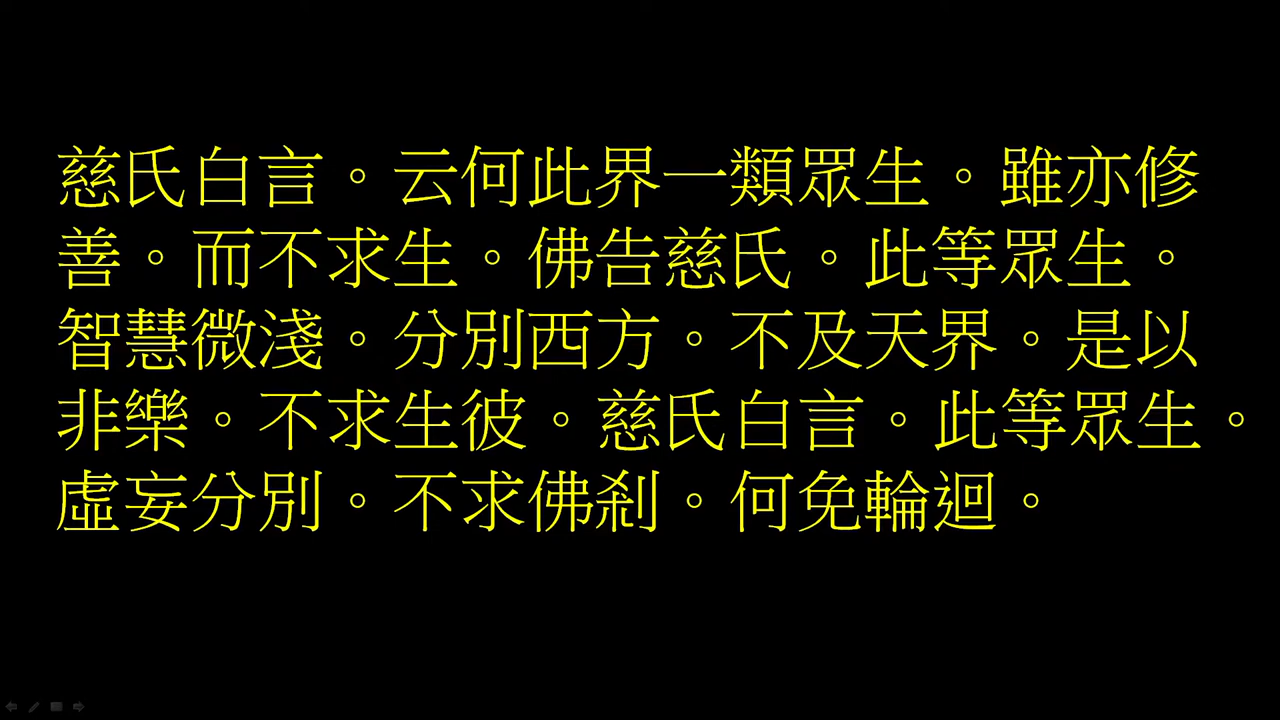 慈氏白言。云何此界一類眾生。雖亦修
善。而不求生。佛告慈氏。此等眾生。
智慧微淺。分別西方。不及天界。是以
非樂。不求生彼。慈氏白言。此等眾生。
虛妄分別。不求佛剎。何免輪迴。